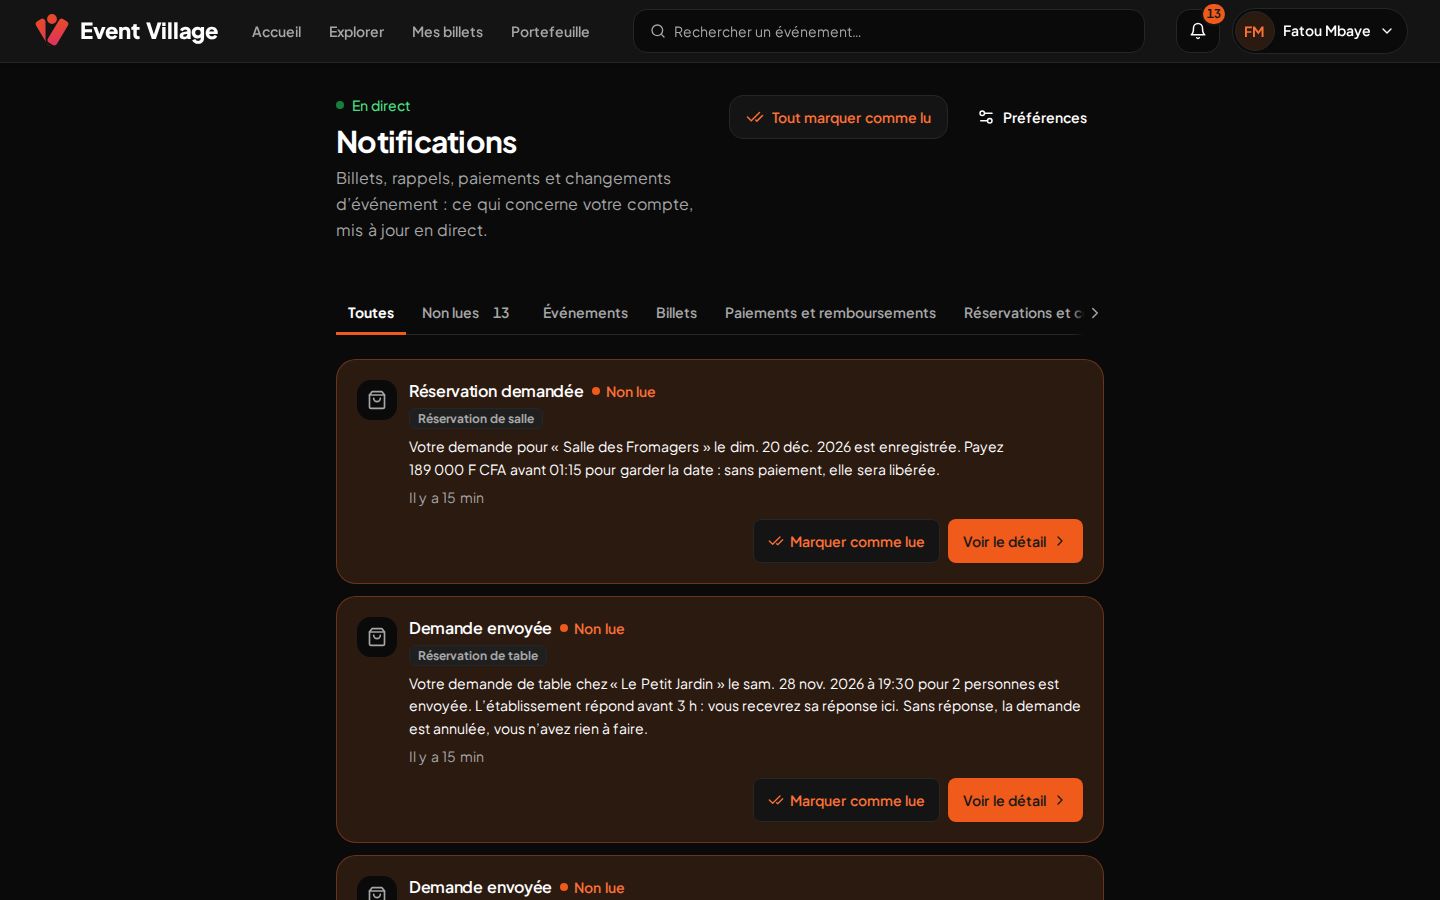 Event Village
Accueil
Explorer
Mes billets
Portefeuille
Rechercher un événement...
13
FM
Fatou Mbaye
En direct
Notifications
Billets, rappels, paiements et changements
d'événement : ce qui concerne votre compte,
mis à jour en direct.
Tout marquer comme lu
Préférences
Toutes
Non lues 13
Événements
Billets
Paiements et remboursements
Réservations et c
Réservation demandée
Non lue
Réservation de salle
Votre demande pour « Salle des Fromagers » le dim. 20 déc. 2026 est enregistrée. Payez
189 000 F CFA avant 01:15 pour garder la date : sans paiement, elle sera libérée.
Il y a 15 min
Marquer comme lue
Voir le détail
Demande envoyée
Non lue
Réservation de table
Votre demande de table chez « Le Petit Jardin » le sam. 28 nov. 2026 à 19:30 pour 2 personnes est
envoyée. L'établissement répond avant 3 h : vous recevrez sa réponse ici. Sans réponse, la demande
est annulée, vous n'avez rien à faire.
Il y a 15 min
Marquer comme lue
Voir le détail
Demande envoyée
Non lue